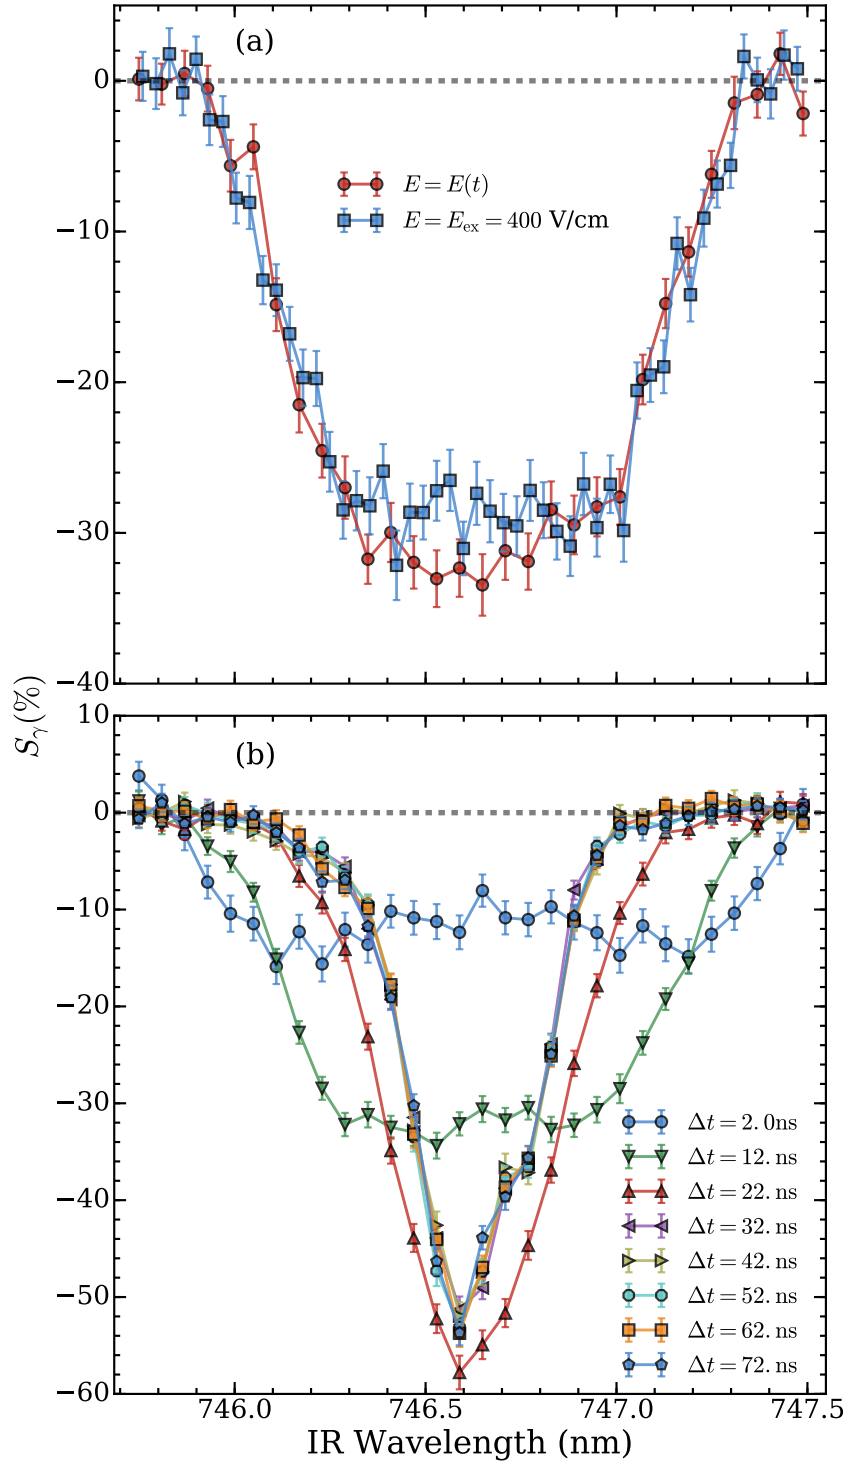 (a)
0
−10
−20
−30
−40
E = E(t)
E = E_ex = 400 V/cm
S_γ(%)
(b)
10
0
−10
−20
−30
−40
−50
−60
Δt = 2.0ns
Δt = 12. ns
Δt = 22. ns
Δt = 32. ns
Δt = 42. ns
Δt = 52. ns
Δt = 62. ns
Δt = 72. ns
746.0 746.5 747.0 747.5
IR Wavelength (nm)